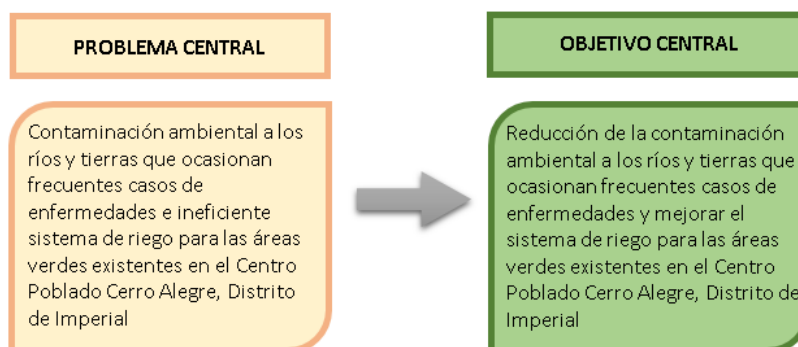 PROBLEMA CENTRAL
Contaminación ambiental a los
ríos y tierras que ocasionan
frecuentes casos de
enfermedades e ineficiente
sistema de riego para las áreas
verdes existentes en el Centro
Poblado Cerro Alegre, Distrito
de Imperial
OBJETIVO CENTRAL
Reducción de la contaminación
ambiental a los ríos y tierras que
ocasionan frecuentes casos de
enfermedades y mejorar el
sistema de riego para las áreas
verdes existentes en el Centro
Poblado Cerro Alegre, Distrito de
Imperial